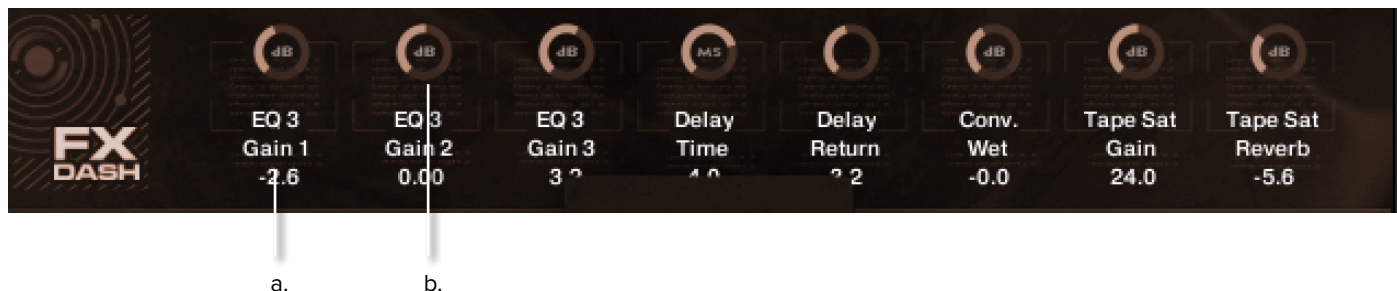 FX
DASH
dB
dB
dB
MS
dB
dB
dB
EQ 3
Gain 1
-2.6
EQ 3
Gain 2
0.00
EQ 3
Gain 3
Delay
Time
Delay
Return
Conv.
Wet
-0.0
Tape Sat
Gain
24.0
Tape Sat
Reverb
-5.6
a.
b.